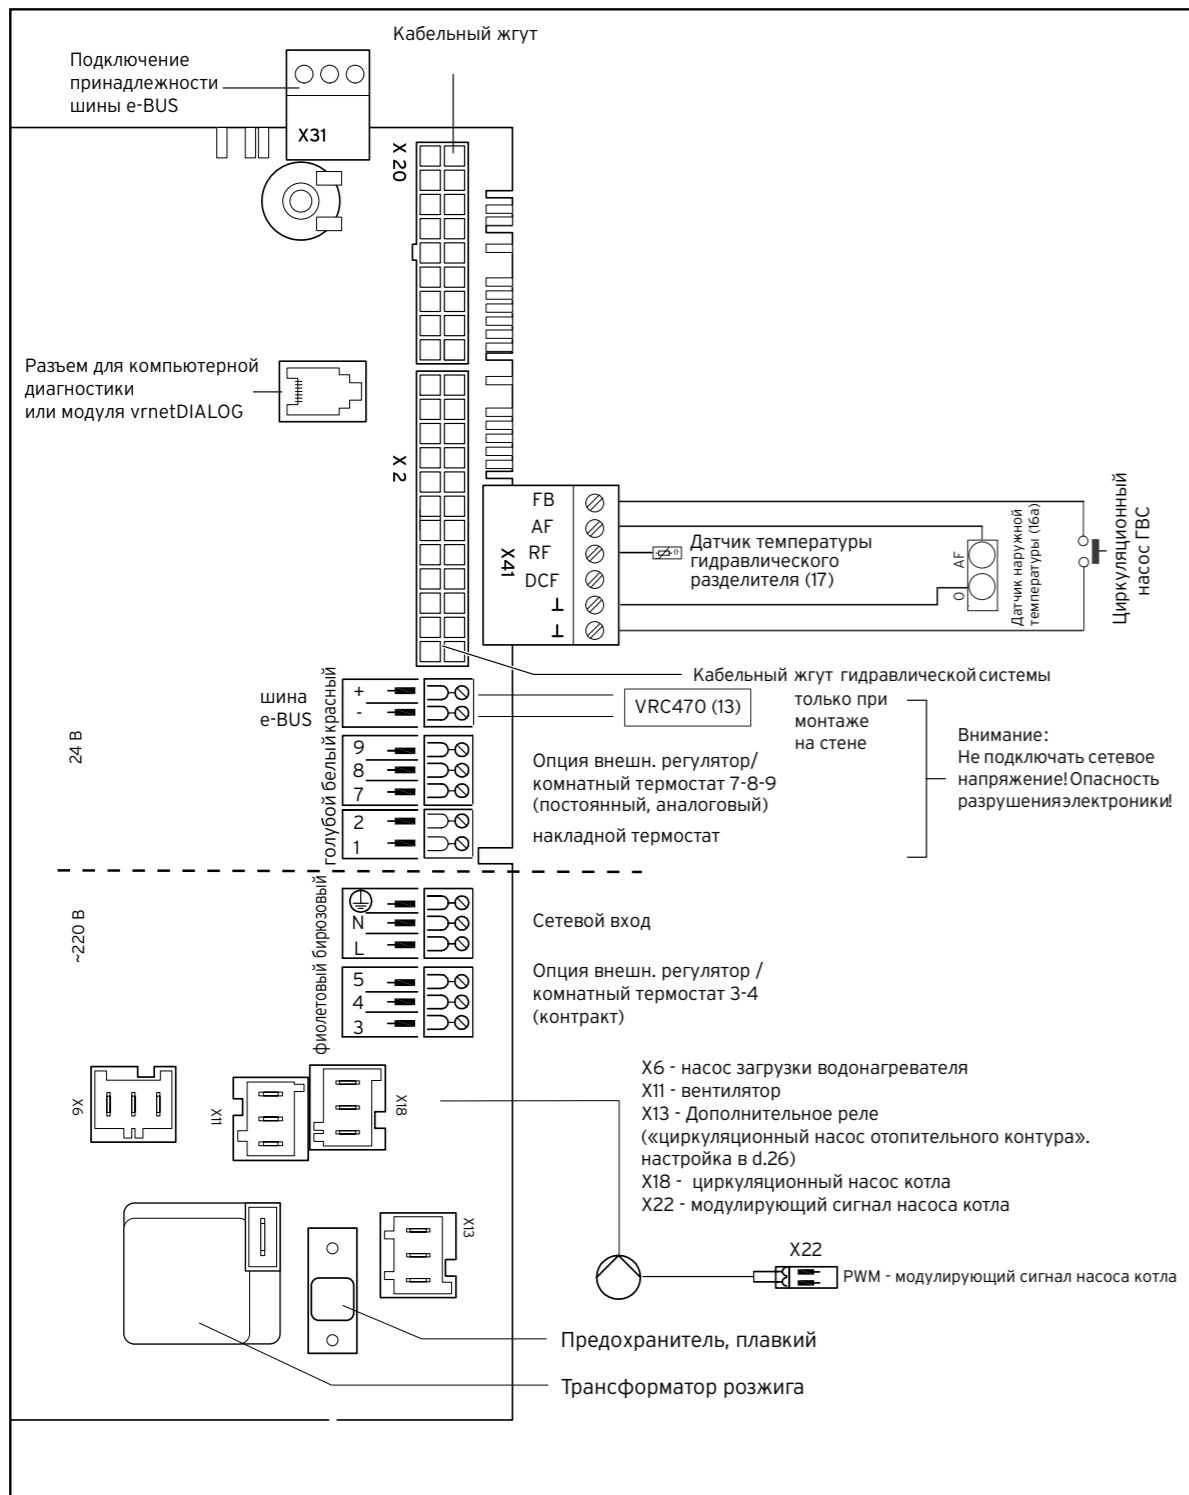 Кабельный жгут
Подключение
принадлежности
шины e-BUS
X31
X 20
Разъем для компьютерной
диагностики
или модуля vrnetDIALOG
X 2
X41
FB
AF
RF
DCF
⊥
⊥
Датчик температуры
гидравлического
разделителя (17)
AF
O
Датчик наружной
температуры (16а)
Циркуляционный
насос ГВС
Кабельный жгут гидравлической системы
шина
e-BUS
красный
+
-
VRC470 (13)
только при
монтаже
на стене
Внимание:
Не подключать сетевое
напряжение! Опасность
разрушенияэлектроники!
24 В
белый
9
8
7
Опция внешн. регулятор/
комнатный термостат 7-8-9
(постоянный, аналоговый)
голубой
2
1
накладной термостат
~220 В
бирюзовый
N
L
Сетевой вход
фиолетовый
5
4
3
Опция внешн. регулятор /
комнатный термостат 3-4
(контракт)
X6
X11
X18
X13
X6 - насос загрузки водонагревателя
X11 - вентилятор
X13 - Дополнительное реле
(«циркуляционный насос отопительного контура».
настройка в d.26)
X18 - циркуляционный насос котла
X22 - модулирующий сигнал насоса котла
X22
PWM - модулирующий сигнал насоса котла
Предохранитель, плавкий
Трансформатор розжига